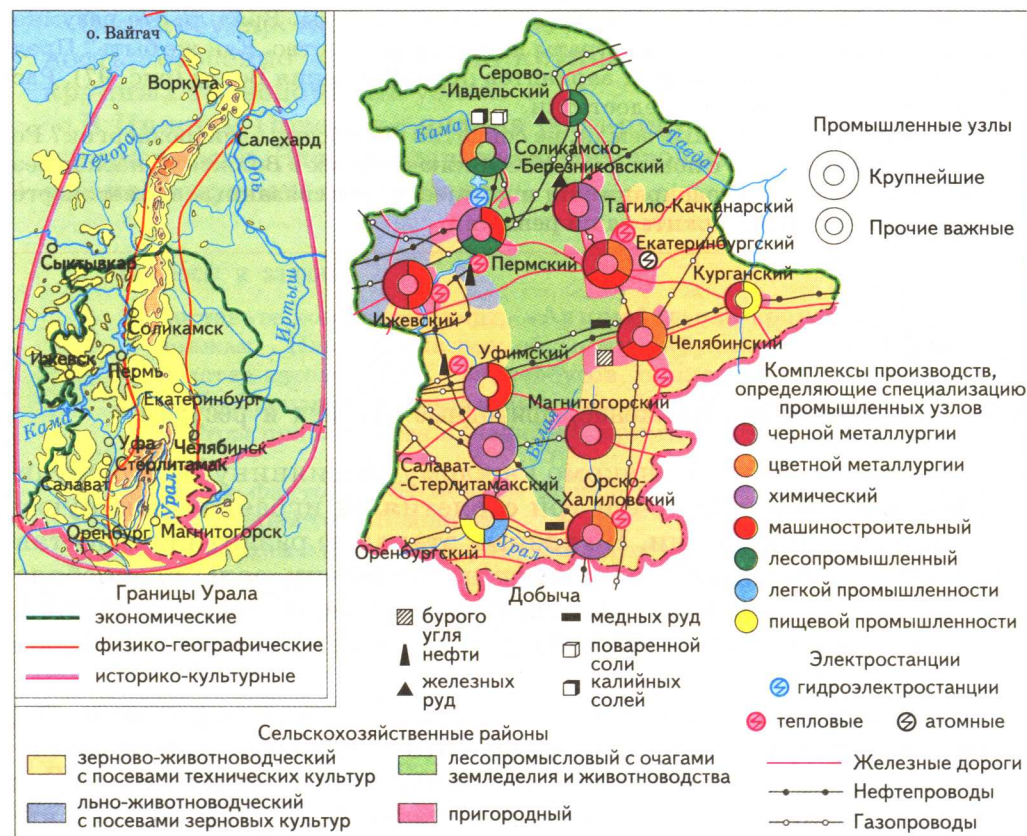 о. Вайгач
Воркута
Салехард
Печора
Обь
Сыктывкар
Иртыш
Соликамск
Ижевск
Пермь
Екатеринбург
Кама
Уфа
Челябинск
Стерлитамак
Салават
Урал
Оренбург
Магнитогорск
Границы Урала
экономические
физико-географические
историко-культурные
Серово-
-Ивдельский
Кама
Соликамско-
-Березниковский
Тавда
Тагило-Качканарский
Екатеринбургский
Пермский
Курганский
Ижевский
Челябинский
Уфимский
Магнитогорский
Белая
Салават-
-Стерлитамакский
Орско-
Халиловский
Оренбургский
Урал
Промышленные узлы
Крупнейшие
Прочие важные
Комплексы производств,
определяющие специализацию
промышленных узлов
черной металлургии
цветной металлургии
химический
машиностроительный
лесопромышленный
легкой промышленности
пищевой промышленности
Добыча
бурого
угля
нефти
железных
руд
медных руд
поваренной
соли
калийных
солей
Электростанции
гидроэлектростанции
тепловые
атомные
Железные дороги
Нефтепроводы
Газопроводы
Сельскохозяйственные районы
зерново-животноводческий
с посевами технических культур
льно-животноводческий
с посевами зерновых культур
лесопромысловый с очагами
земледелия и животноводства
пригородный